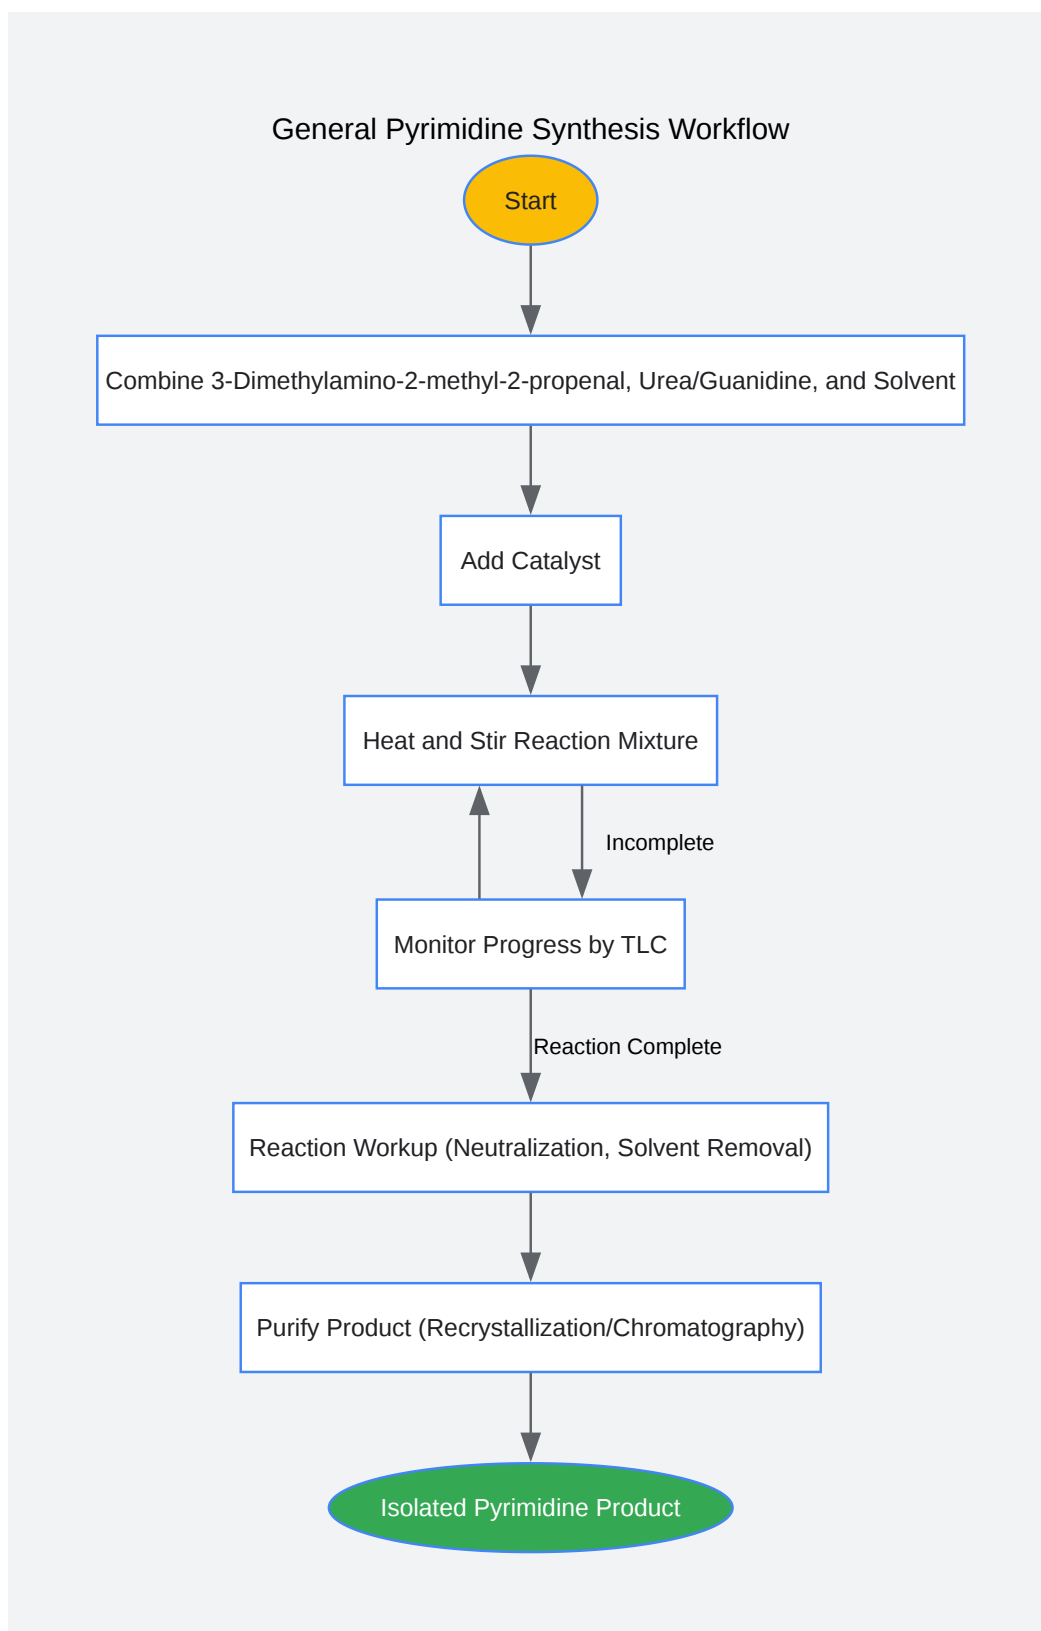 General Pyrimidine Synthesis Workflow
Start
Combine 3-Dimethylamino-2-methyl-2-propenal, Urea/Guanidine, and Solvent
Add Catalyst
Heat and Stir Reaction Mixture
Incomplete
Monitor Progress by TLC
Reaction Complete
Reaction Workup (Neutralization, Solvent Removal)
Purify Product (Recrystallization/Chromatography)
Isolated Pyrimidine Product